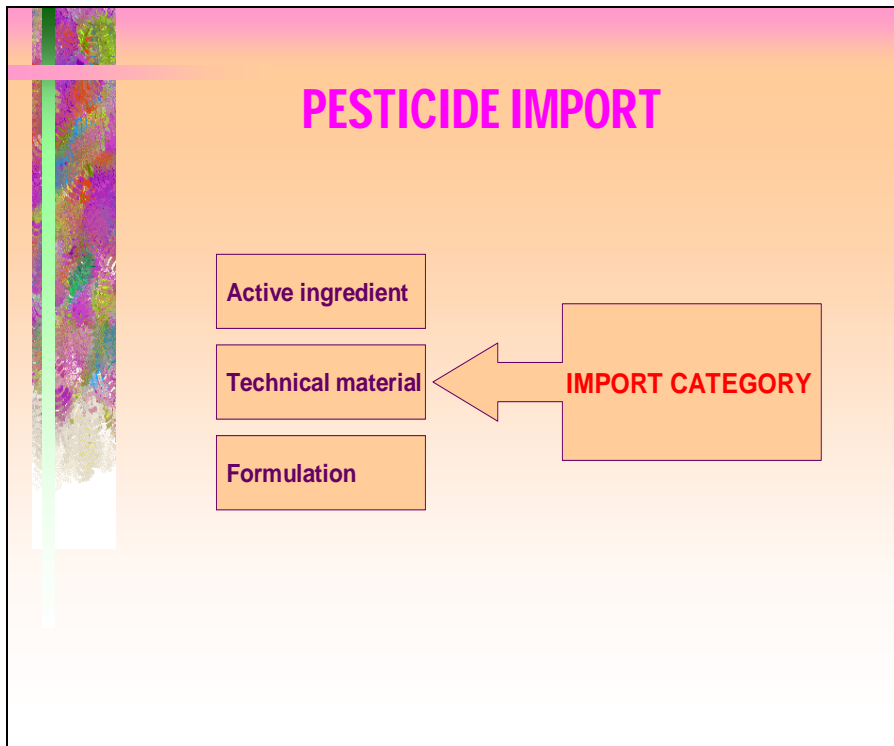 PESTICIDE IMPORT
Active ingredient
Technical material
Formulation
IMPORT CATEGORY